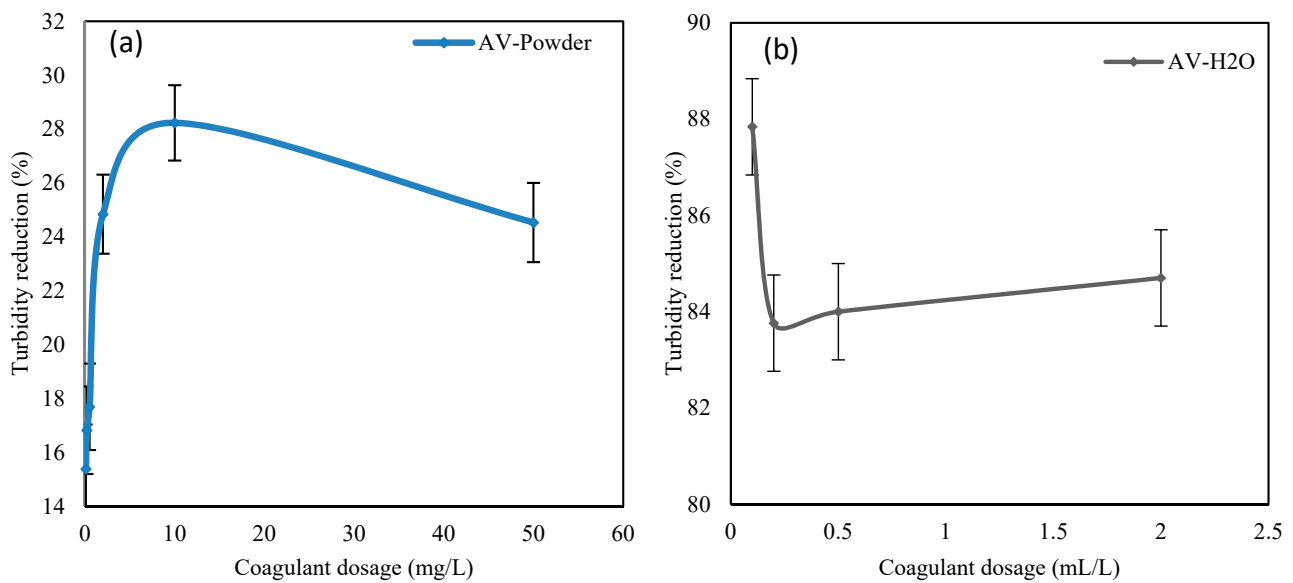 (a)
AV-Powder
Turbidity reduction (%)
32
30
28
26
24
22
20
18
16
14
0 10 20 30 40 50 60
Coagulant dosage (mg/L)
(b)
AV-H2O
Turbidity reduction (%)
90
88
86
84
82
80
0 0.5 1 1.5 2 2.5
Coagulant dosage (mL/L)